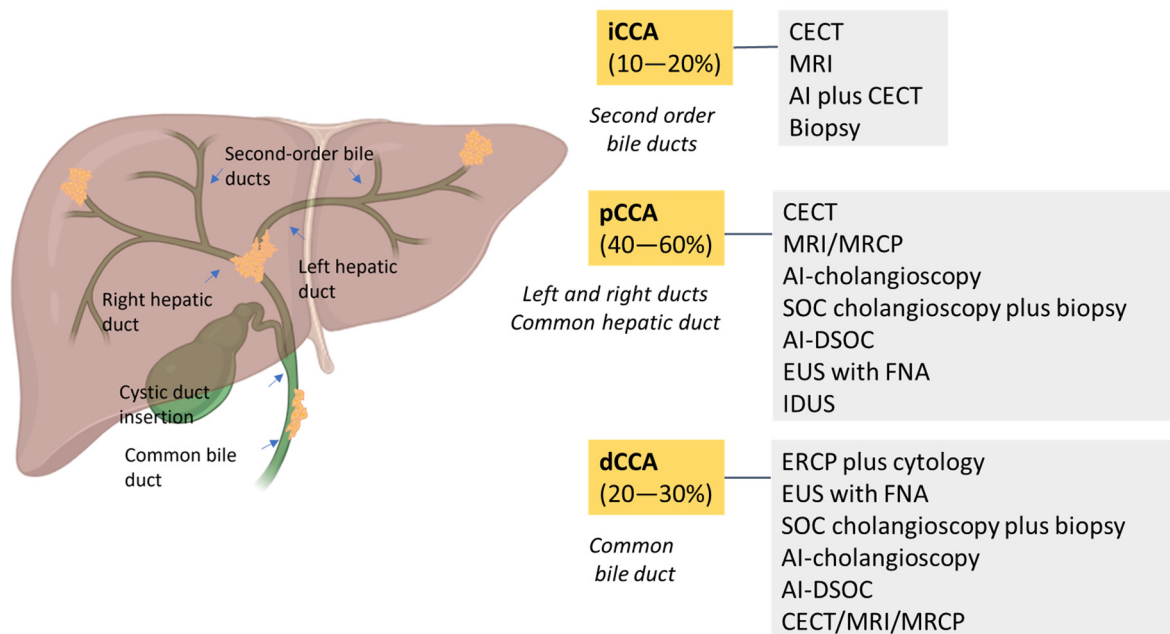 Second-order bile
ducts
Left hepatic
duct
Right hepatic
duct
Cystic duct
insertion
Common bile
duct
iCCA
(10—20%)
Second order
bile ducts
CECT
MRI
AI plus CECT
Biopsy
pCCA
(40—60%)
Left and right ducts
Common hepatic duct
CECT
MRI/MRCP
AI-cholangioscopy
SOC cholangioscopy plus biopsy
AI-DSOC
EUS with FNA
IDUS
dCCA
(20—30%)
Common
bile duct
ERCP plus cytology
EUS with FNA
SOC cholangioscopy plus biopsy
AI-cholangioscopy
AI-DSOC
CECT/MRI/MRCP